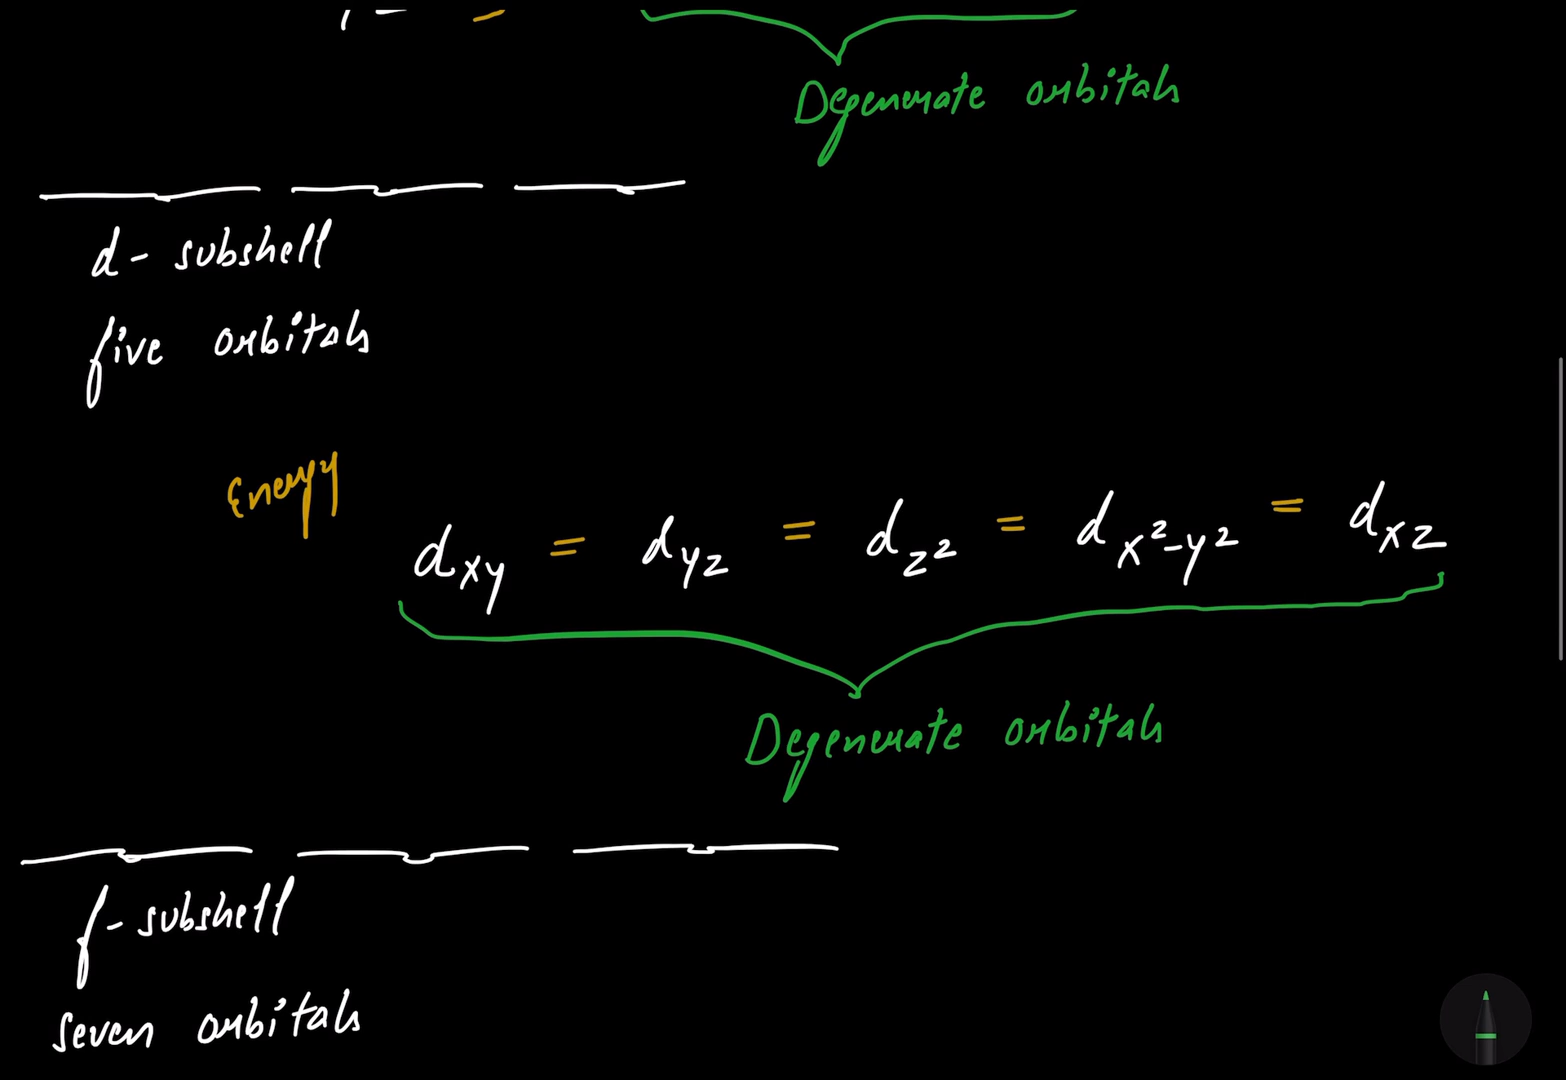 Degenerate orbitals
d - subshell
five orbitals
Energy
dxy = dyz = dz² = dx²-y² = dxz
Degenerate orbitals
f - subshell
seven orbitals